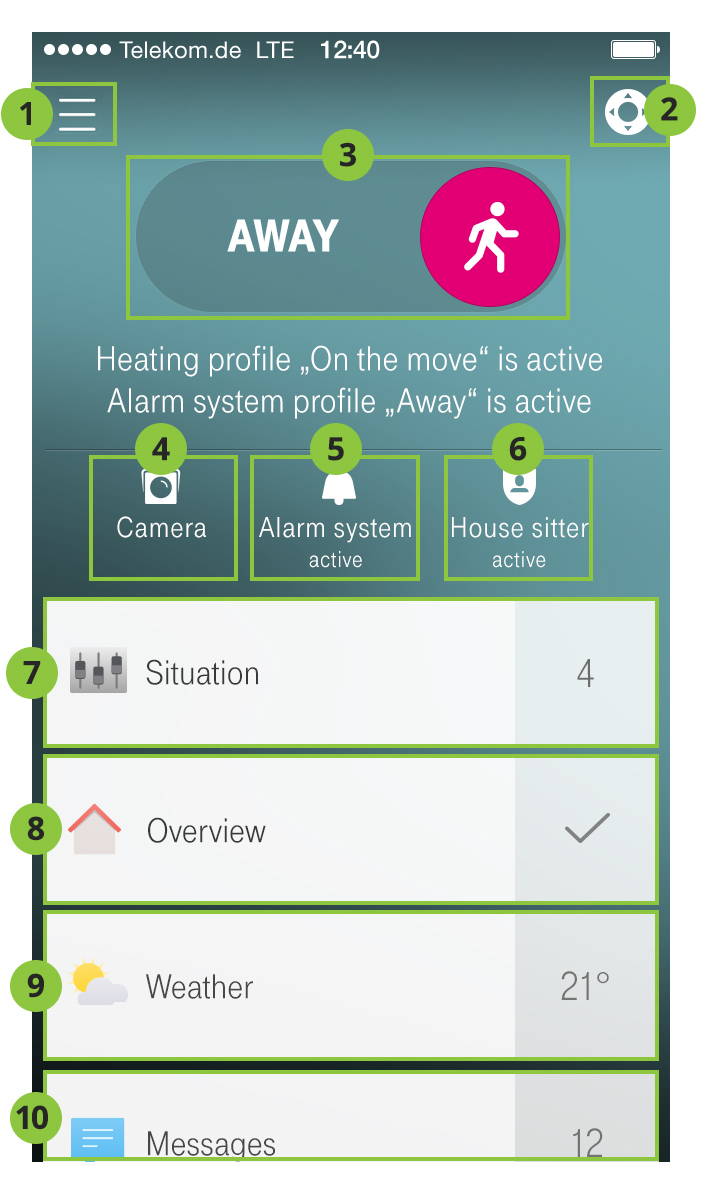 Telekom.de LTE 12:40
1
2
3
AWAY
Heating profile „On the move“ is active
Alarm system profile „Away“ is active
4 5 6
Camera Alarm system House sitter
active active
7 Situation 4
8 Overview
9 Weather 21°
10 Messages 12